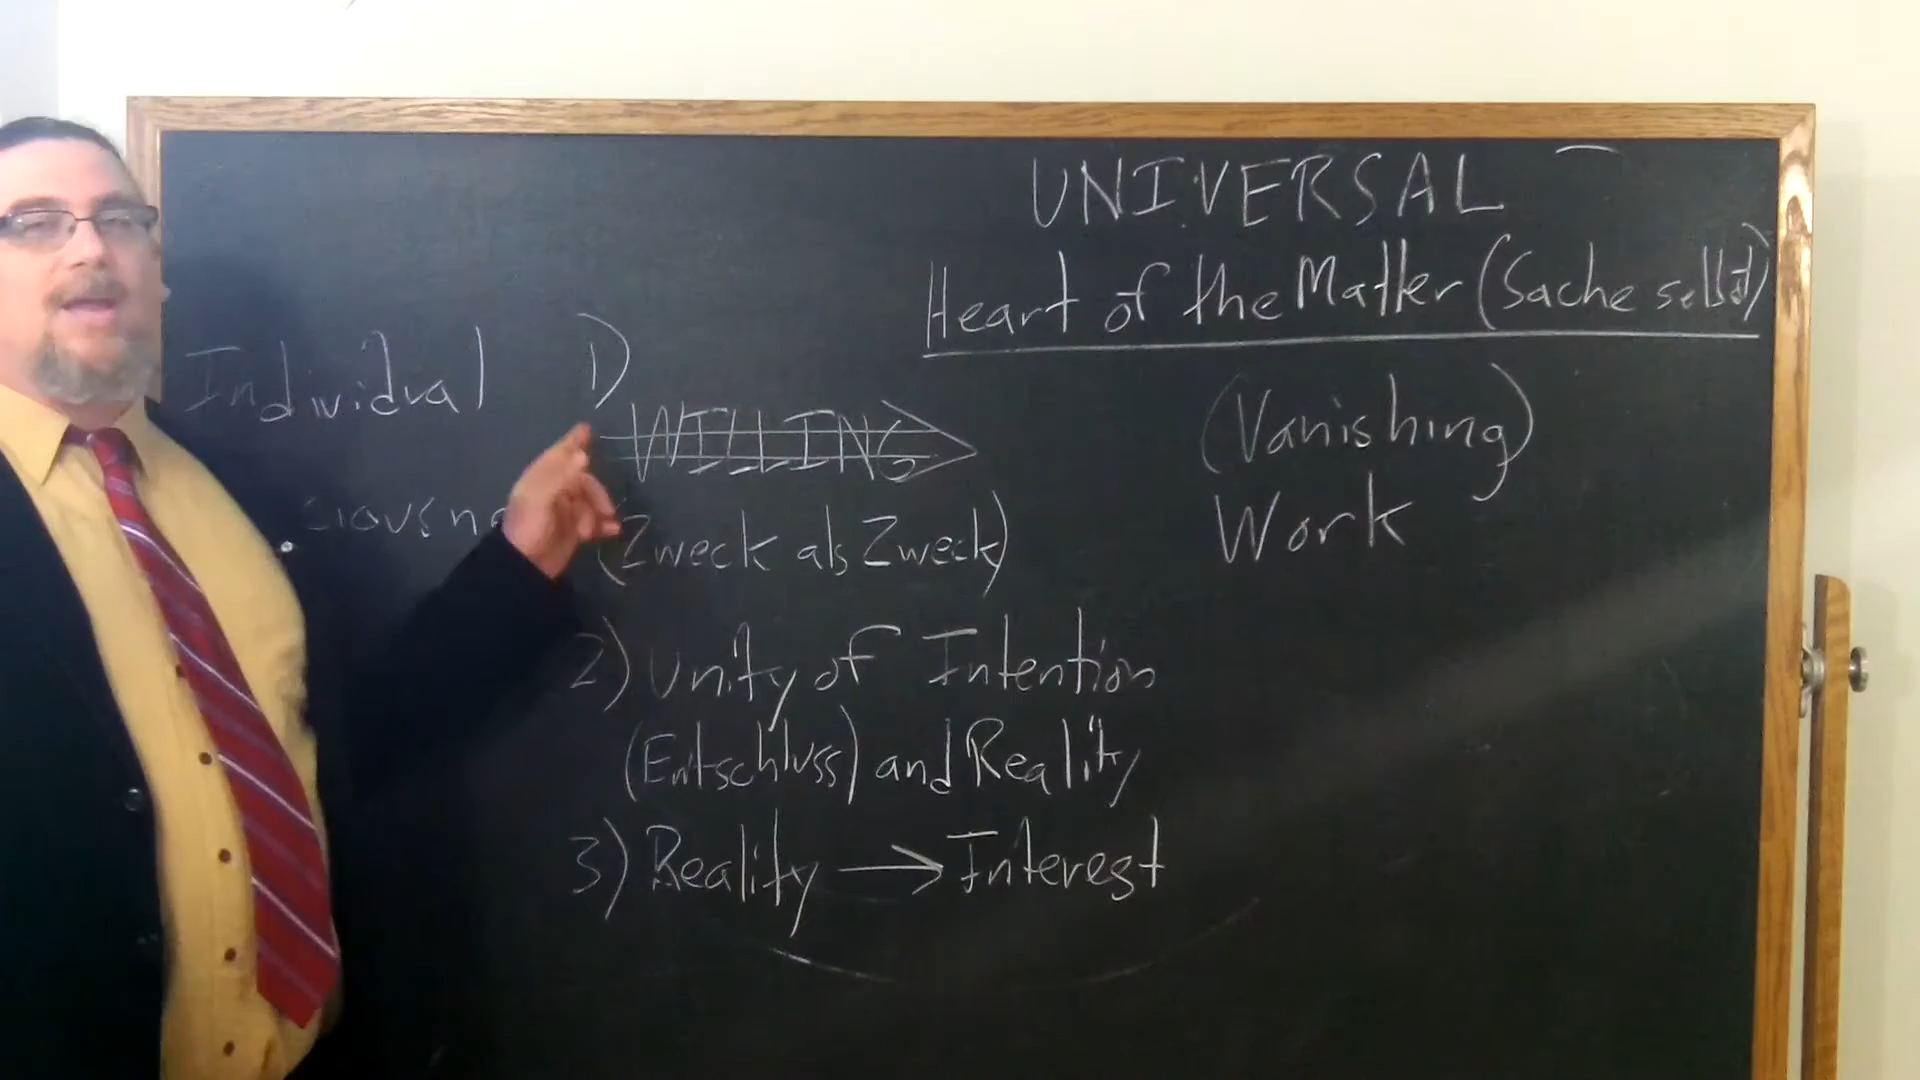 UNIVERSAL
Heart of the Matter (Sache selbst)
Individual
1)
WILLING
(Zweck als Zweck)
(Vanishing)
Work
2) Unity of Intention
(Entschluss) and Reality
3) Reality → Interest